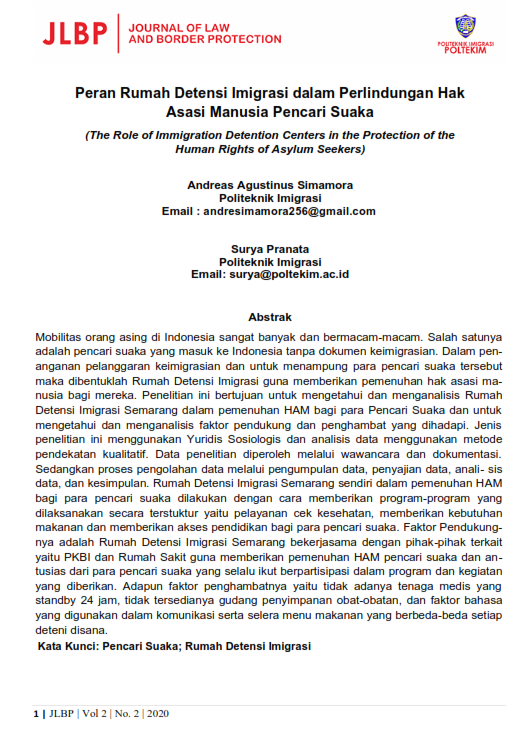 JLBP
JOURNAL OF LAW
AND BORDER PROTECTION
POLITEKNIK IMIGRASI
POLTEKIM
Peran Rumah Detensi Imigrasi dalam Perlindungan Hak
Asasi Manusia Pencari Suaka
(The Role of Immigration Detention Centers in the Protection of the
Human Rights of Asylum Seekers)
Andreas Agustinus Simamora
Politeknik Imigrasi
Email : andresimamora256@gmail.com
Surya Pranata
Politeknik Imigrasi
Email: surya@poltekim.ac.id
Abstrak
Mobilitas orang asing di Indonesia sangat banyak dan bermacam-macam. Salah satunya
adalah pencari suaka yang masuk ke Indonesia tanpa dokumen keimigrasian. Dalam pen-
anganan pelanggaran keimigrasian dan untuk menampung para pencari suaka tersebut
maka dibentuklah Rumah Detensi Imigrasi guna memberikan pemenuhan hak asasi ma-
nusia bagi mereka. Penelitian ini bertujuan untuk mengetahui dan menganalisis Rumah
Detensi Imigrasi Semarang dalam pemenuhan HAM bagi para Pencari Suaka dan untuk
mengetahui dan menganalisis faktor pendukung dan penghambat yang dihadapi. Jenis
penelitian ini menggunakan Yuridis Sosiologis dan analisis data menggunakan metode
pendekatan kualitatif. Data penelitian diperoleh melalui wawancara dan dokumentasi.
Sedangkan proses pengolahan data melalui pengumpulan data, penyajian data, anali- sis
data, dan kesimpulan. Rumah Detensi Imigrasi Semarang sendiri dalam pemenuhan HAM
bagi para pencari suaka dilakukan dengan cara memberikan program-program yang
dilaksanakan secara terstuktur yaitu pelayanan cek kesehatan, memberikan kebutuhan
makanan dan memberikan akses pendidikan bagi para pencari suaka. Faktor Pendukung-
nya adalah Rumah Detensi Imigrasi Semarang bekerjasama dengan pihak-pihak terkait
yaitu PKBI dan Rumah Sakit guna memberikan pemenuhan HAM pencari suaka dan an-
tusias dari para pencari suaka yang selalu ikut berpartisipasi dalam program dan kegiatan
yang diberikan. Adapun faktor penghambatnya yaitu tidak adanya tenaga medis yang
standby 24 jam, tidak tersedianya gudang penyimpanan obat-obatan, dan faktor bahasa
yang digunakan dalam komunikasi serta selera menu makanan yang berbeda-beda setiap
deteni disana.
Kata Kunci: Pencari Suaka; Rumah Detensi Imigrasi
1 | JLBP | Vol 2 | No. 2 | 2020